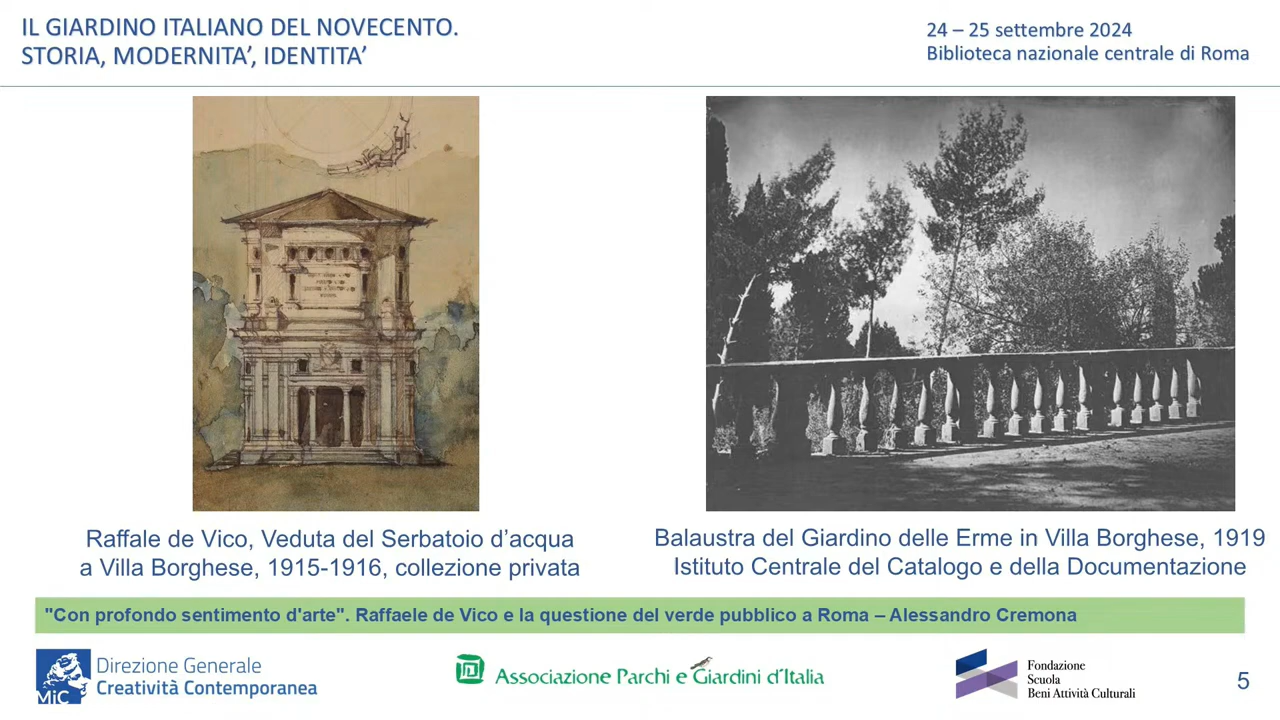 IL GIARDINO ITALIANO DEL NOVECENTO.
STORIA, MODERNITA', IDENTITA'
24 – 25 settembre 2024
Biblioteca nazionale centrale di Roma
Raffale de Vico, Veduta del Serbatoio d'acqua
a Villa Borghese, 1915-1916, collezione privata
Balaustra del Giardino delle Erme in Villa Borghese, 1919
Istituto Centrale del Catalogo e della Documentazione
"Con profondo sentimento d'arte". Raffaele de Vico e la questione del verde pubblico a Roma – Alessandro Cremona
MiC
Direzione Generale
Creatività Contemporanea
Associazione Parchi e Giardini d'Italia
Fondazione
Scuola
Beni Attività Culturali
5